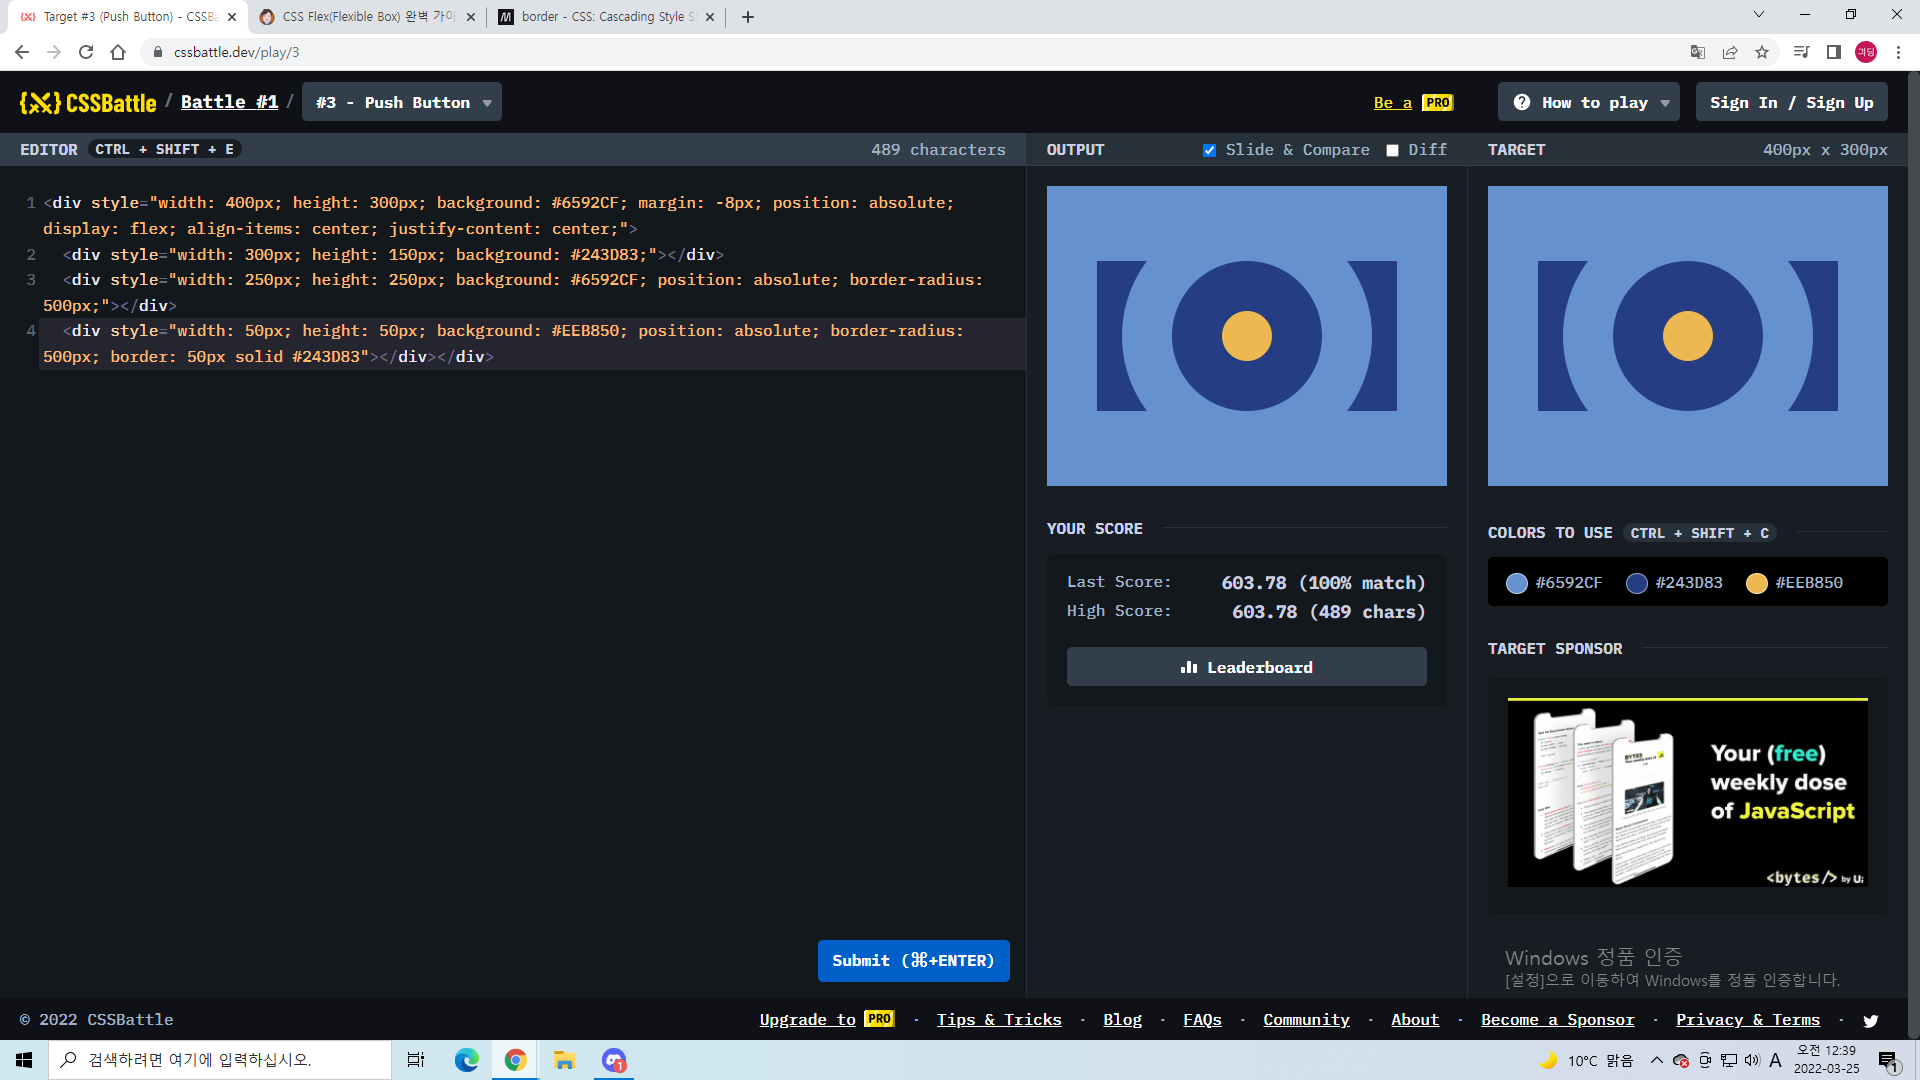 Target #3 (Push Button) - CSSBa
CSS Flex(Flexible Box) 완벽 가이
border - CSS: Cascading Style S
cssbattle.dev/play/3
긔딩
{X} CSSBattle / Battle #1 / #3 - Push Button
Be a PRO
How to play
Sign In / Sign Up
EDITOR CTRL + SHIFT + E 489 characters
OUTPUT Slide & Compare Diff
TARGET 400px x 300px
1 <div style="width: 400px; height: 300px; background: #6592CF; margin: -8px; position: absolute;
display: flex; align-items: center; justify-content: center;">
2 <div style="width: 300px; height: 150px; background: #243D83;"></div>
3 <div style="width: 250px; height: 250px; background: #6592CF; position: absolute; border-radius:
500px;"></div>
4 <div style="width: 50px; height: 50px; background: #EEB850; position: absolute; border-radius:
500px; border: 50px solid #243D83"></div></div>
YOUR SCORE
Last Score: 603.78 (100% match)
High Score: 603.78 (489 chars)
Leaderboard
COLORS TO USE CTRL + SHIFT + C
#6592CF #243D83 #EEB850
TARGET SPONSOR
BYTES
Your (free)
weekly dose
of JavaScript
<bytes/> by Ui
Submit (⌘+ENTER)
Windows 정품 인증
[설정]으로 이동하여 Windows를 정품 인증합니다.
© 2022 CSSBattle
Upgrade to PRO · Tips & Tricks · Blog · FAQs · Community · About · Become a Sponsor · Privacy & Terms ·
검색하려면 여기에 입력하십시오.
1
10°C 맑음
A
오전 12:39
2022-03-25
1